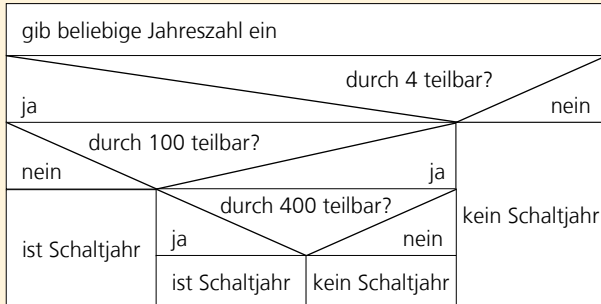 gib beliebige Jahreszahl ein
durch 4 teilbar?
ja
nein
durch 100 teilbar?
nein
ja
durch 400 teilbar?
ja
nein
kein Schaltjahr
ist Schaltjahr
ist Schaltjahr
kein Schaltjahr